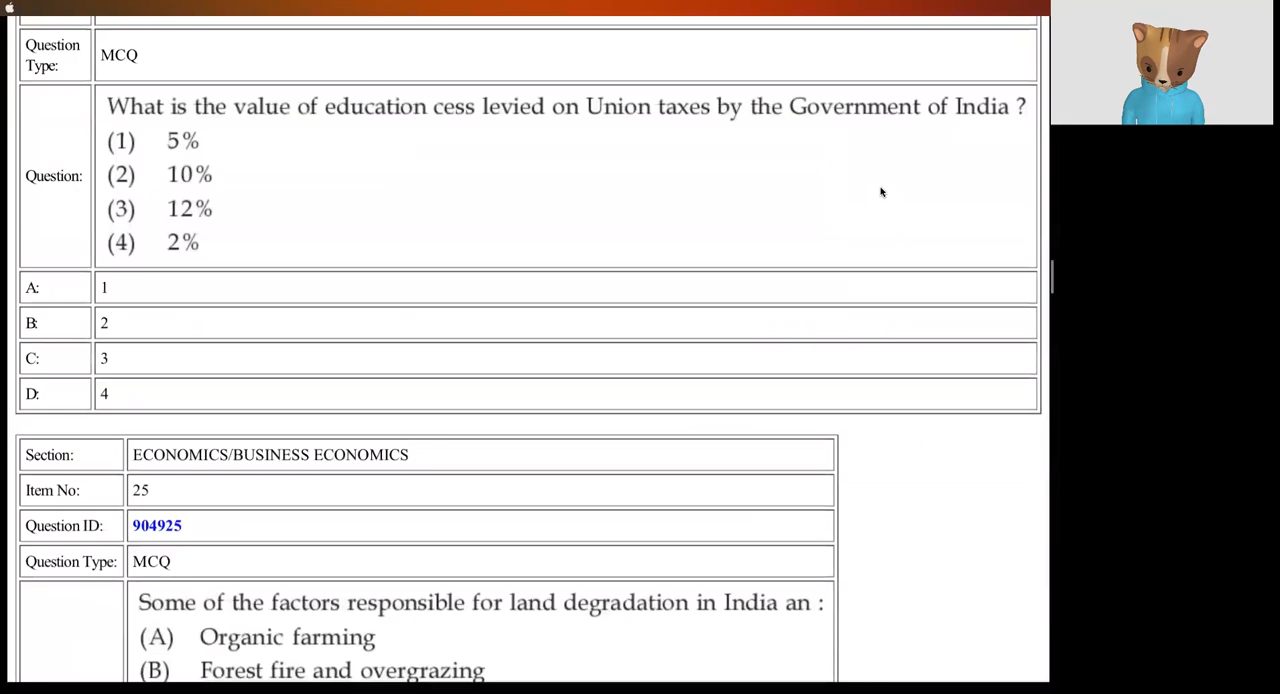 Question
Type:
MCQ
Question:
What is the value of education cess levied on Union taxes by the Government of India ?
(1) 5%
(2) 10%
(3) 12%
(4) 2%
A: 1
B: 2
C: 3
D: 4
Section: ECONOMICS/BUSINESS ECONOMICS
Item No: 25
Question ID: 904925
Question Type: MCQ
Some of the factors responsible for land degradation in India an :
(A) Organic farming
(B) Forest fire and overgrazing